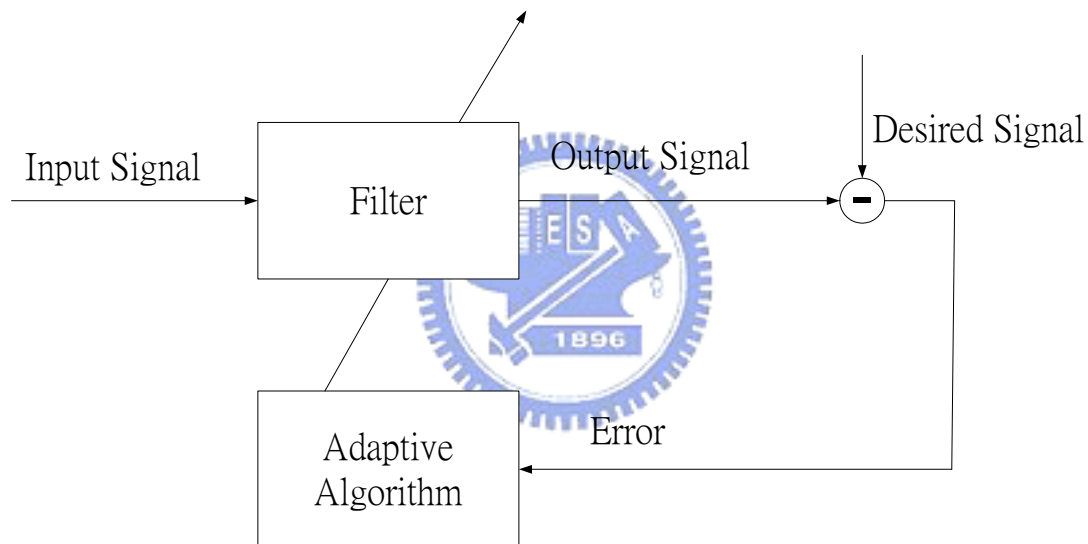 Input Signal
Filter
Output Signal
Desired Signal
E S A
1896
Error
Adaptive
Algorithm